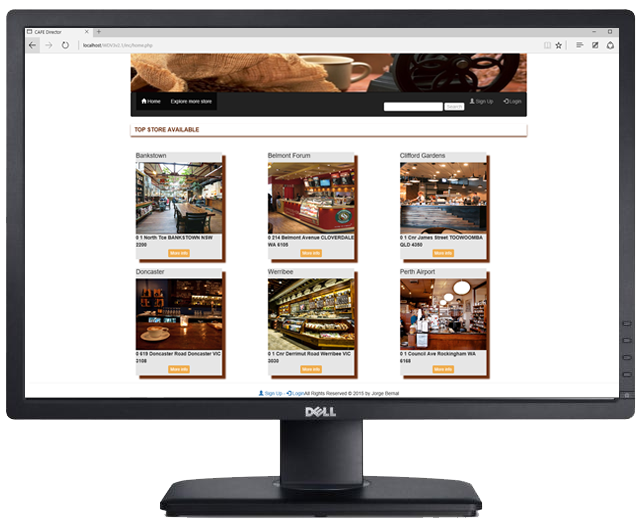 CAFE Director
localhost/
Home
Explore more store
Search
Sign Up
Login
TOP STORE AVAILABLE
Bankstown
Belmont Forum
Clifford Gardens
0 1 North Tce BANKSTOWN NSW
2200
0 214 Belmont Avenue CLOVERDALE
WA 6105
0 1 Cnr James Street TOOWOOMBA
QLD 4350
More info
More info
More info
Doncaster
Werribee
Perth Airport
0 619 Doncaster Road Doncaster VIC
3108
0 1 Cnr Derrimut Road Werribee VIC
3030
0 1 Council Ave Rockingham WA
6168
More info
More info
More info
Sign Up - Login All Rights Reserved © 2015 by Jorge Bernal
DELL